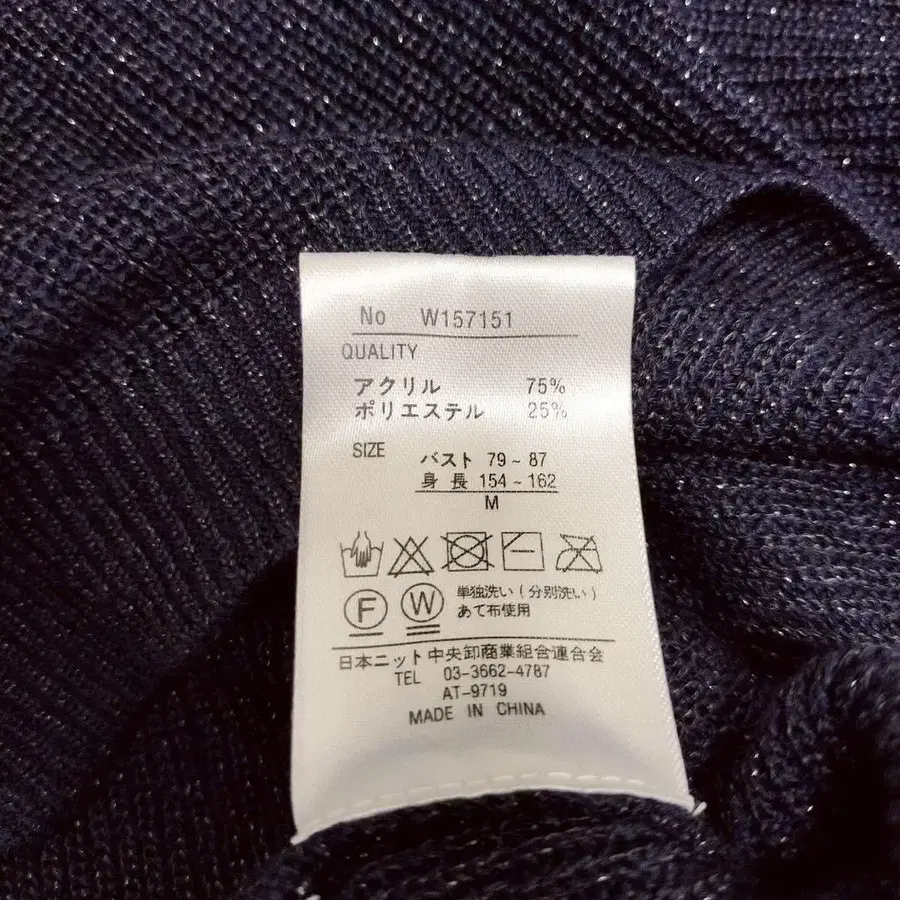 No W157151
QUALITY
アクリル 75%
ポリエステル 25%
SIZE
バスト 79~87
身長 154~162
M
F W 単独洗い(分別洗い)
あて布使用
日本ニット中央卸商業組合連合会
TEL 03-3662-4787
AT-9719
MADE IN CHINA